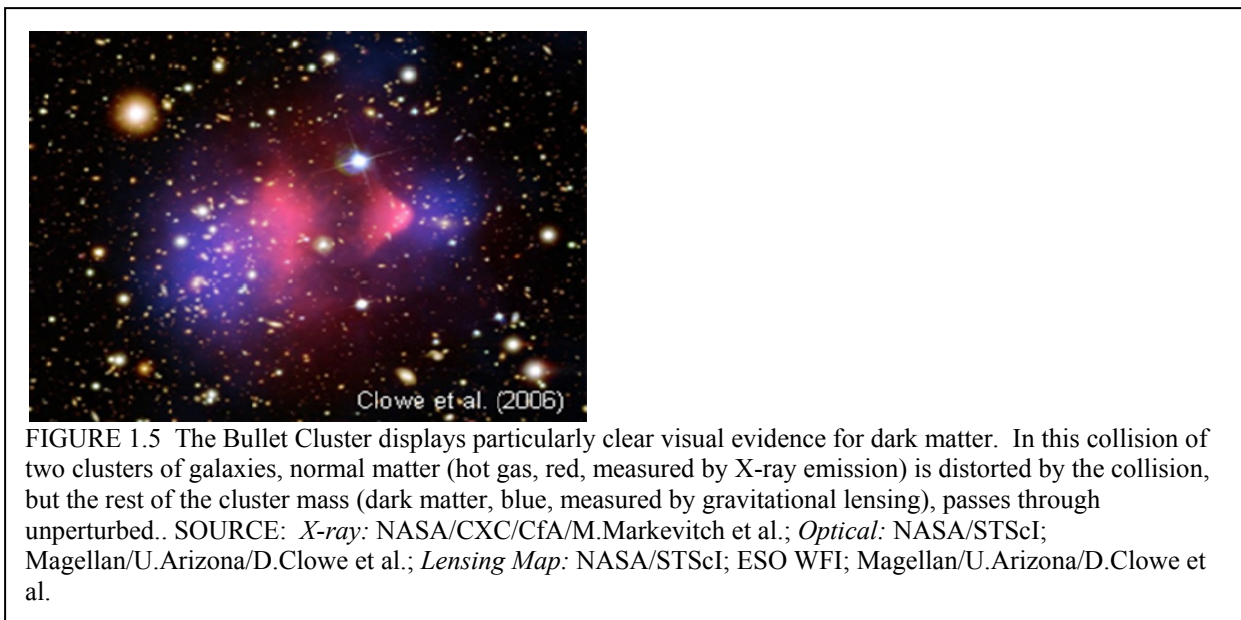 Clowe et al. (2006)
FIGURE 1.5 The Bullet Cluster displays particularly clear visual evidence for dark matter. In this collision of
two clusters of galaxies, normal matter (hot gas, red, measured by X-ray emission) is distorted by the collision,
but the rest of the cluster mass (dark matter, blue, measured by gravitational lensing), passes through
unperturbed.. SOURCE: X-ray: NASA/CXC/CfA/M.Markevitch et al.; Optical: NASA/STScI;
Magellan/U.Arizona/D.Clowe et al.; Lensing Map: NASA/STScI; ESO WFI; Magellan/U.Arizona/D.Clowe et
al.